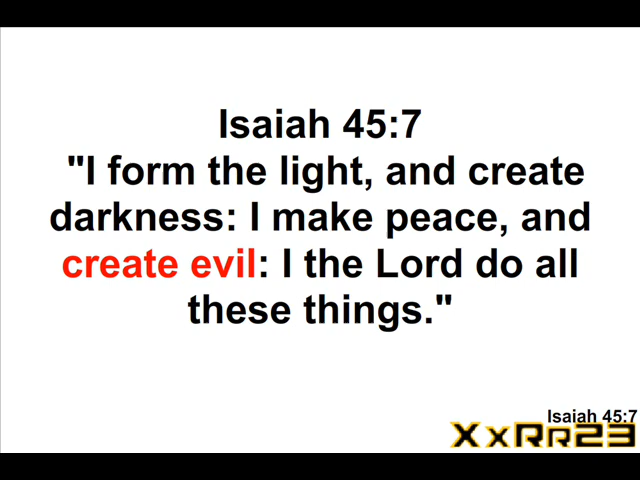 Isaiah 45:7
"I form the light, and create
darkness: I make peace, and
create evil: I the Lord do all
these things."
Isaiah 45:7
XxRr23